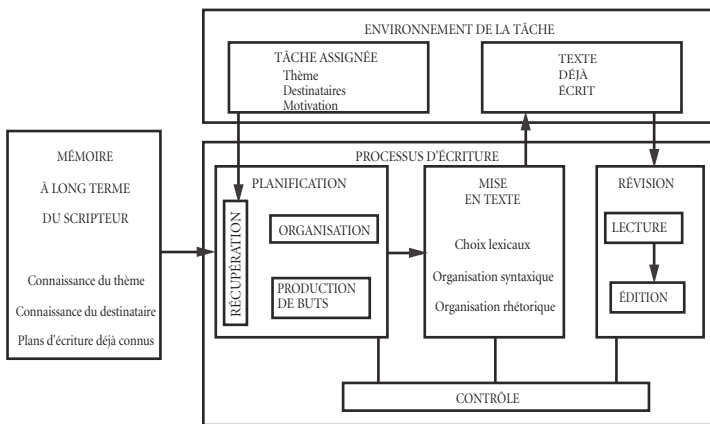 ENVIRONNEMENT DE LA TÂCHE
TÂCHE ASSIGNÉE
Thème
Destinataires
Motivation
TEXTE
DÉJÀ
ÉCRIT
MÉMOIRE
À LONG TERME
DU SCRIPTEUR
Connaissance du thème
Connaissance du destinataire
Plans d'écriture déjà connus
PROCESSUS D'ÉCRITURE
PLANIFICATION
RÉCUPÉRATION
ORGANISATION
PRODUCTION
DE BUTS
MISE
EN TEXTE
Choix lexicaux
Organisation syntaxique
Organisation rhétorique
RÉVISION
LECTURE
ÉDITION
CONTRÔLE